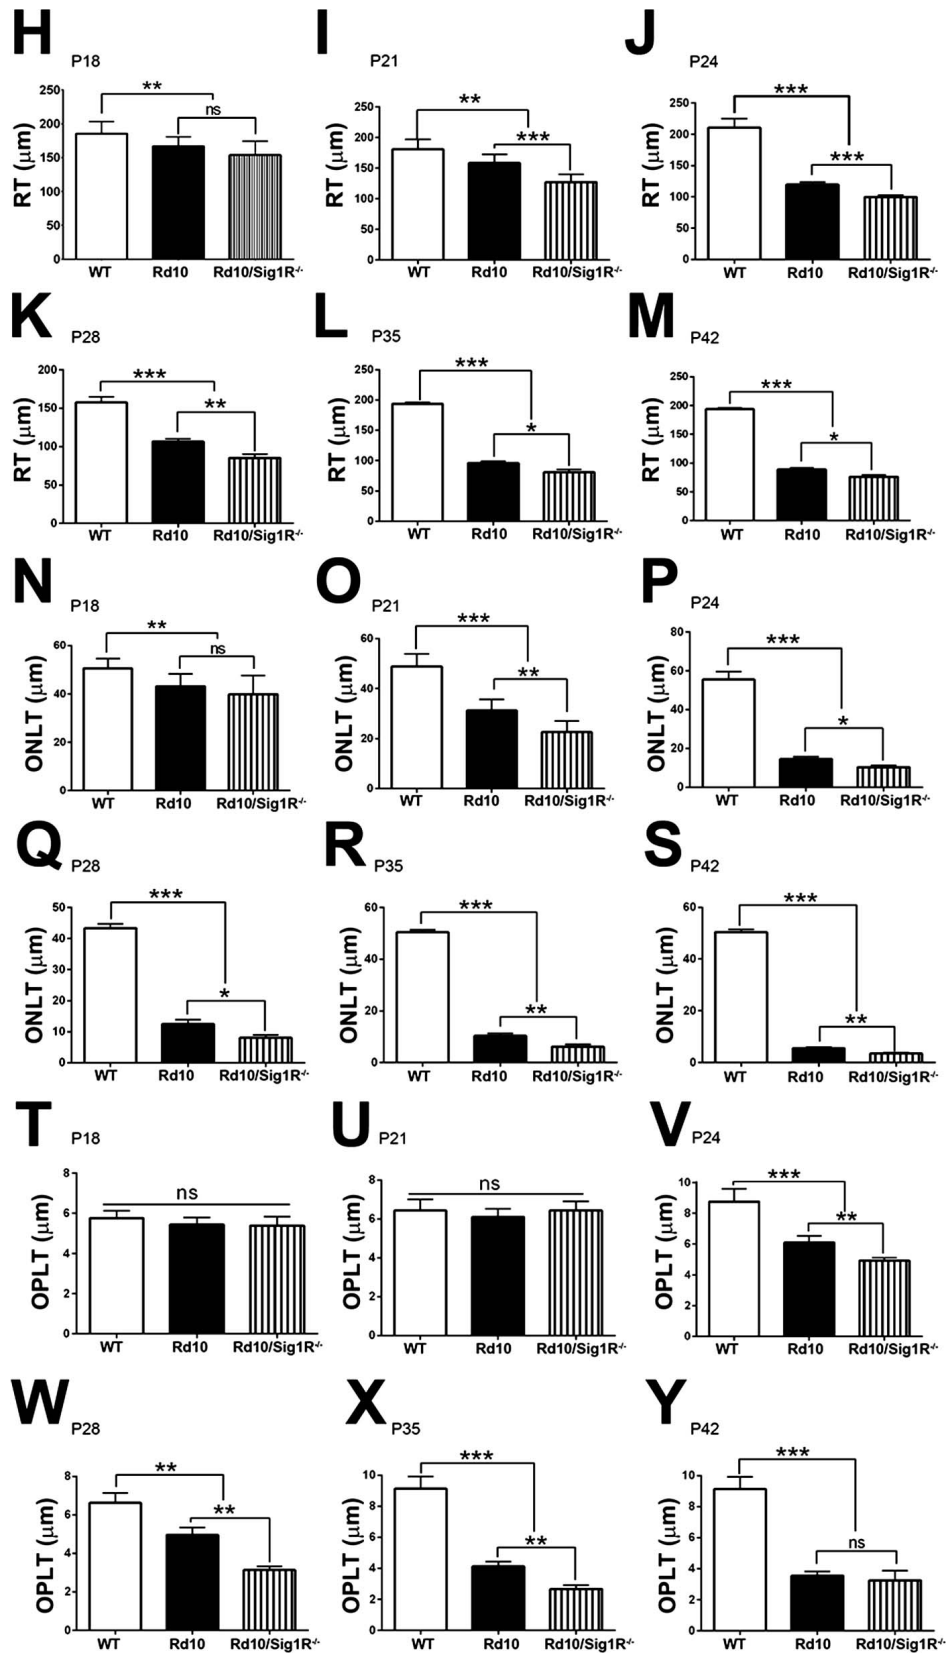 H
P18
RT (μm)
250
200
150
100
50
0
**
ns
WT Rd10 Rd10/Sig1R-/-
I
P21
RT (μm)
250
200
150
100
50
0
**
***
WT Rd10 Rd10/Sig1R-/-
J
P24
RT (μm)
250
200
150
100
50
0
***
***
WT Rd10 Rd10/Sig1R-/-
K
P28
RT (μm)
200
150
100
50
0
***
**
WT Rd10 Rd10/Sig1R-/-
L
P35
RT (μm)
250
200
150
100
50
0
***
*
WT Rd10 Rd10/Sig1R-/-
M
P42
RT (μm)
250
200
150
100
50
0
***
*
WT Rd10 Rd10/Sig1R-/-
N
P18
ONLT (μm)
60
40
20
0
**
ns
WT Rd10 Rd10/Sig1R-/-
O
P21
ONLT (μm)
60
40
20
0
***
**
WT Rd10 Rd10/Sig1R-/-
P
P24
ONLT (μm)
80
60
40
20
0
***
*
WT Rd10 Rd10/Sig1R-/-
Q
P28
ONLT (μm)
50
40
30
20
10
0
***
*
WT Rd10 Rd10/Sig1R-/-
R
P35
ONLT (μm)
60
40
20
0
***
**
WT Rd10 Rd10/Sig1R-/-
S
P42
ONLT (μm)
60
40
20
0
***
**
WT Rd10 Rd10/Sig1R-/-
T
P18
OPLT (μm)
8
6
4
2
0
ns
WT Rd10 Rd10/Sig1R-/-
U
P21
OPLT (μm)
8
6
4
2
0
ns
WT Rd10 Rd10/Sig1R-/-
V
P24
OPLT (μm)
10
8
6
4
2
0
***
**
WT Rd10 Rd10/Sig1R-/-
W
P28
OPLT (μm)
8
6
4
2
0
**
**
WT Rd10 Rd10/Sig1R-/-
X
P35
OPLT (μm)
10
8
6
4
2
0
***
**
WT Rd10 Rd10/Sig1R-/-
Y
P42
OPLT (μm)
10
8
6
4
2
0
***
ns
WT Rd10 Rd10/Sig1R-/-